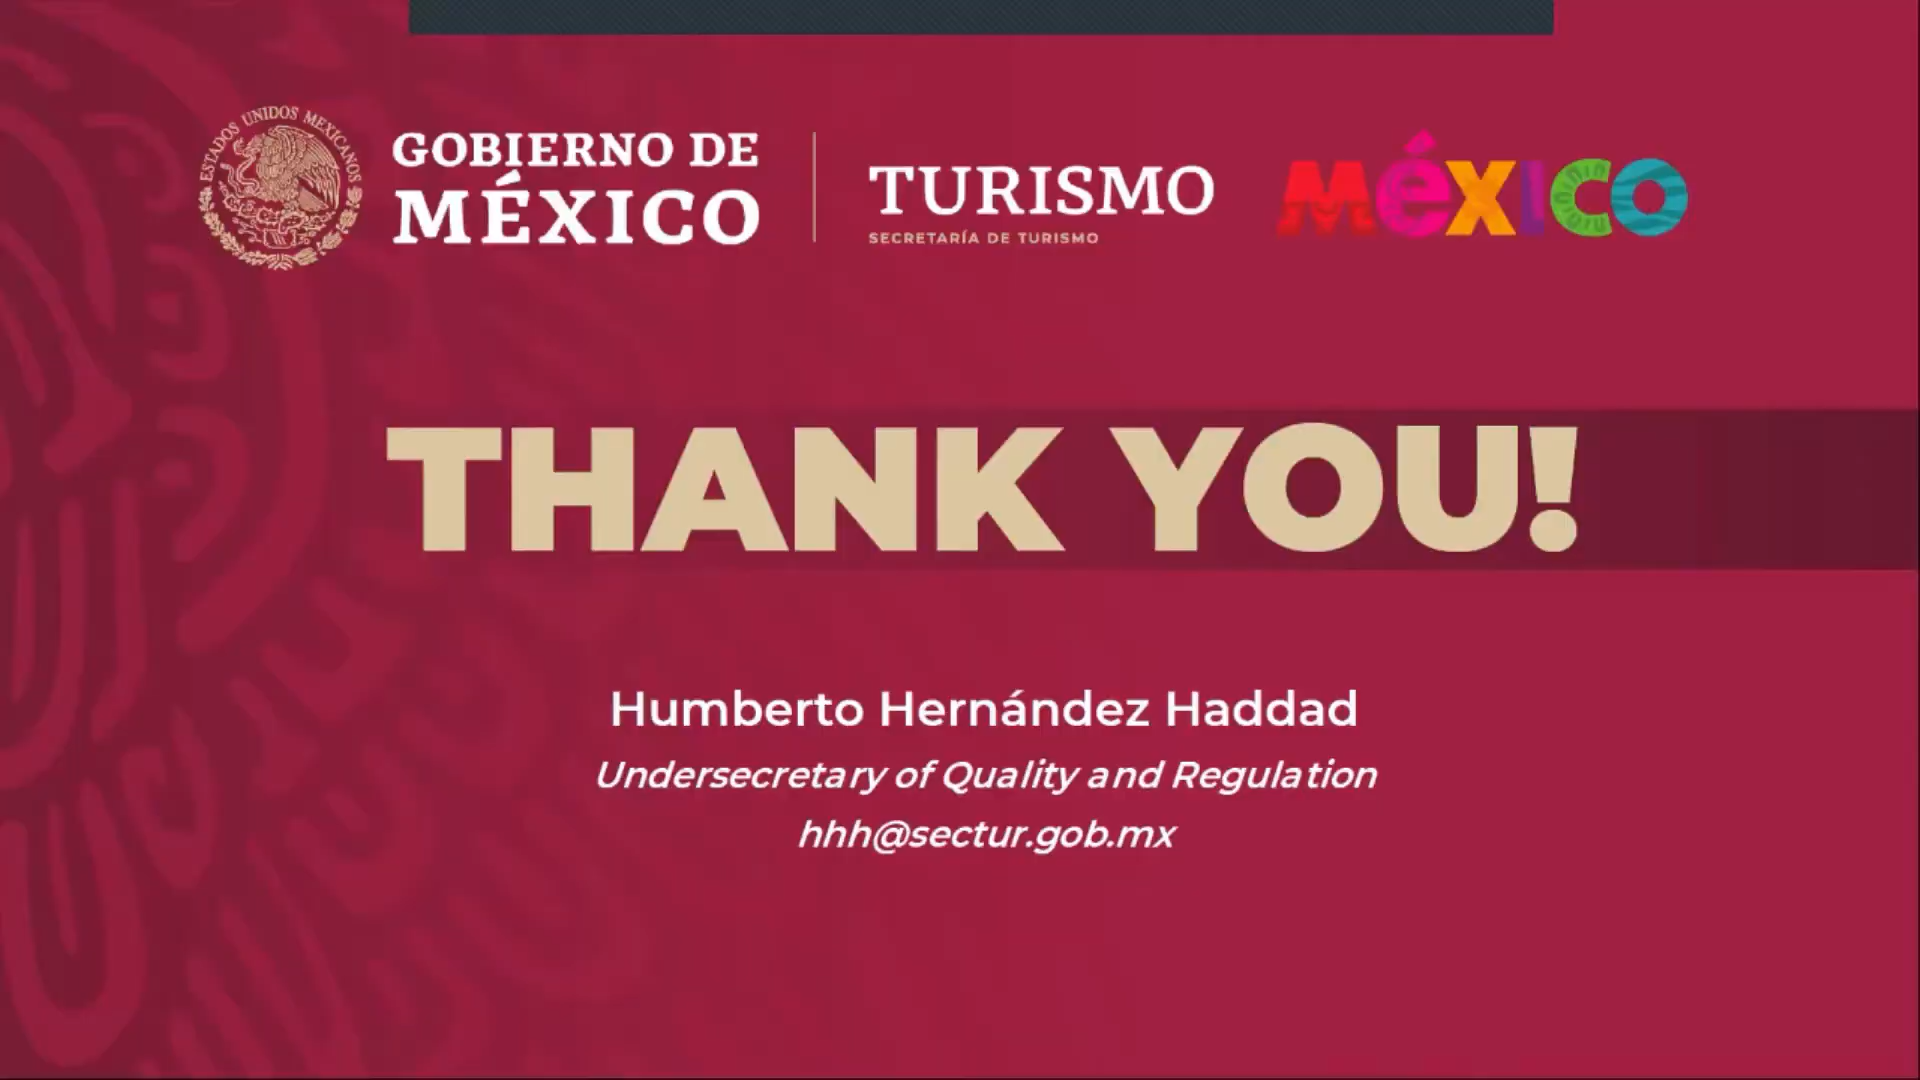 ESTADOS UNIDOS MEXICANOS
GOBIERNO DE
MÉXICO
TURISMO
SECRETARÍA DE TURISMO
MéXICO
THANK YOU!
Humberto Hernández Haddad
Undersecretary of Quality and Regulation
hhh@sectur.gob.mx